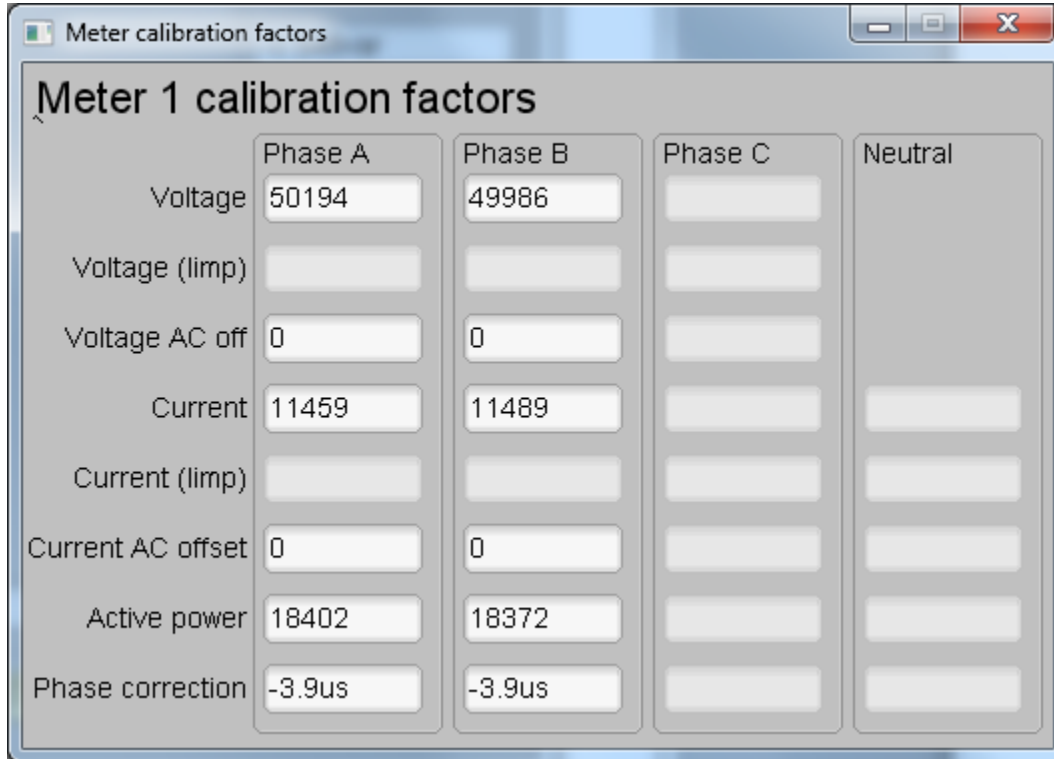 Meter calibration factors
Meter 1 calibration factors
Phase A Phase B Phase C Neutral
Voltage 50194 49986
Voltage (limp)
Voltage AC off 0 0
Current 11459 11489
Current (limp)
Current AC offset 0 0
Active power 18402 18372
Phase correction -3.9us -3.9us